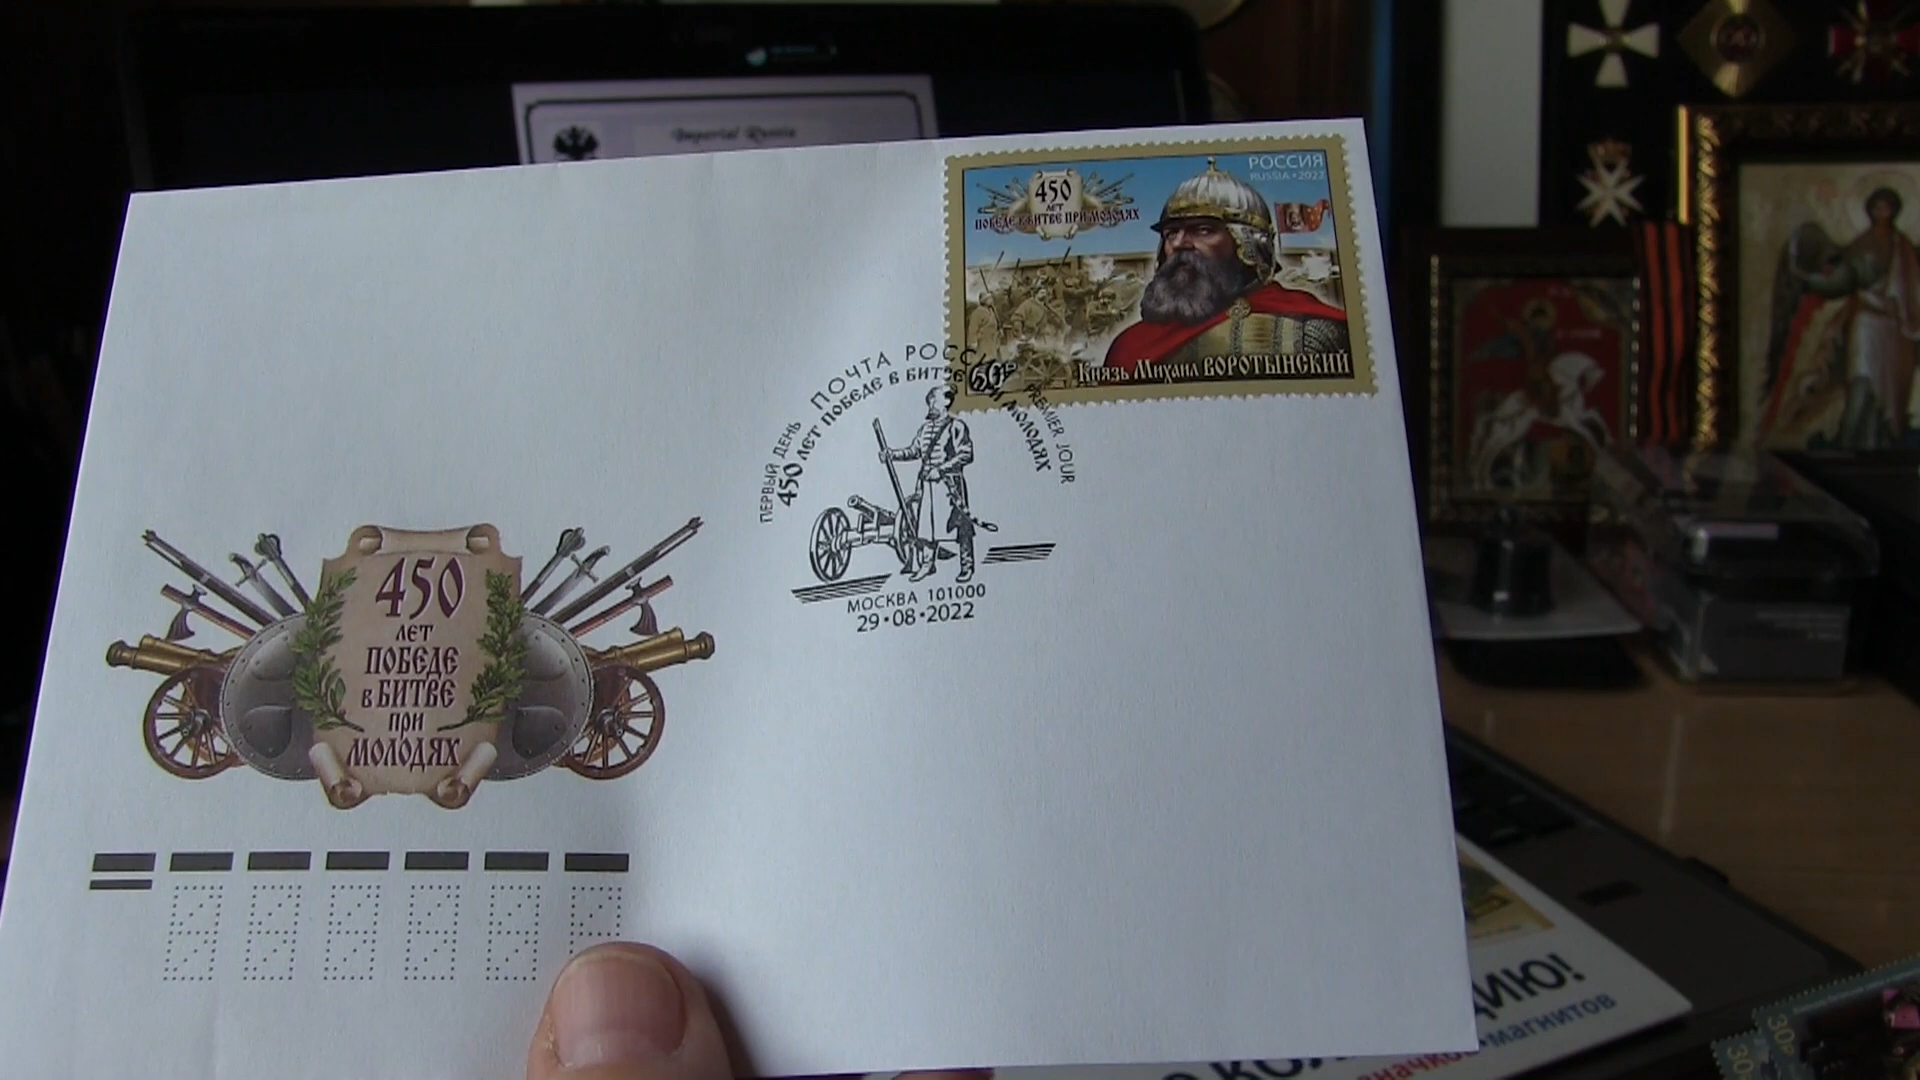 Imperial Russia
РОССИЯ
RUSSIA•2022
450
ЛЕТ
ПОБЕДЕ В БИТВЕ ПРИ МОЛОДЯХ
Князь Михаил ВОРОТЫНСКИЙ
ПОЧТА РОССИИ
ПЕРВЫЙ ДЕНЬ
PREMIER JOUR
450 ЛЕТ ПОБЕДЕ В БИТВЕ ПРИ МОЛОДЯХ
МОСКВА 101000
29•08•2022
450
ЛЕТ
ПОБЕДЕ
в БИТВЕ
при
МОЛОДЯХ
•магнитов